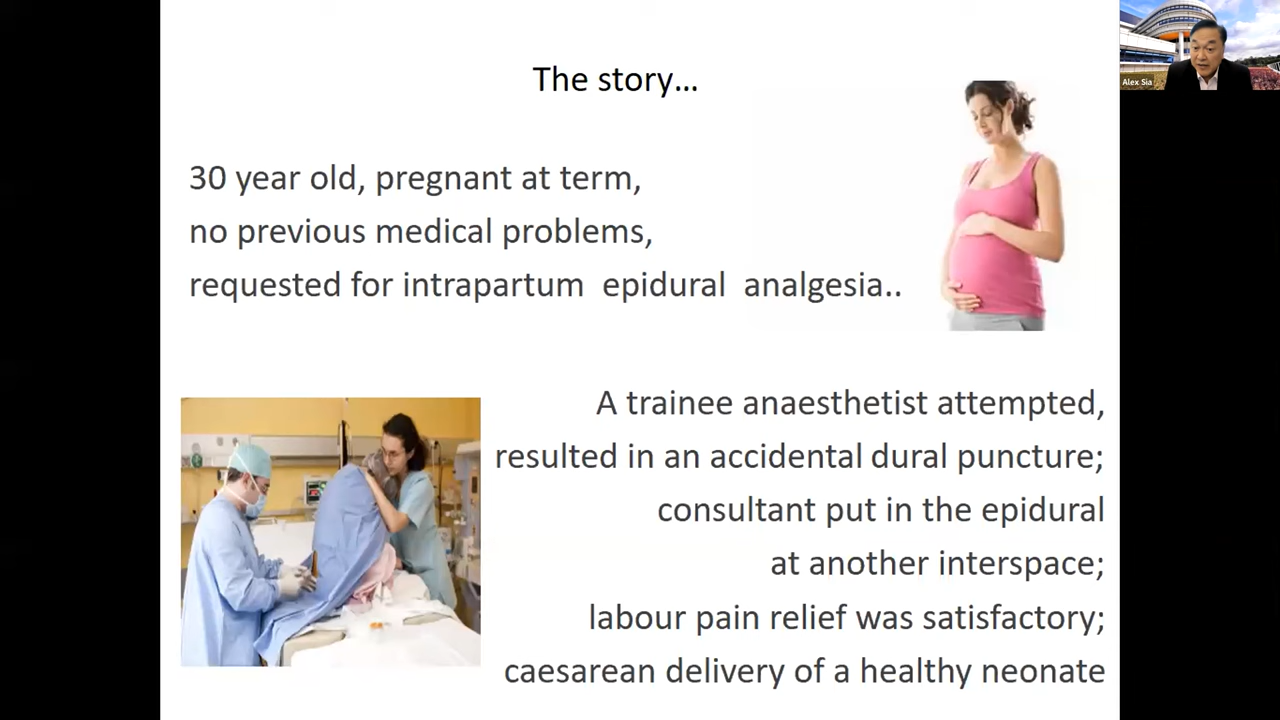 The story...
Alex Sia
30 year old, pregnant at term,
no previous medical problems,
requested for intrapartum epidural analgesia..
A trainee anaesthetist attempted,
resulted in an accidental dural puncture;
consultant put in the epidural
at another interspace;
labour pain relief was satisfactory;
caesarean delivery of a healthy neonate